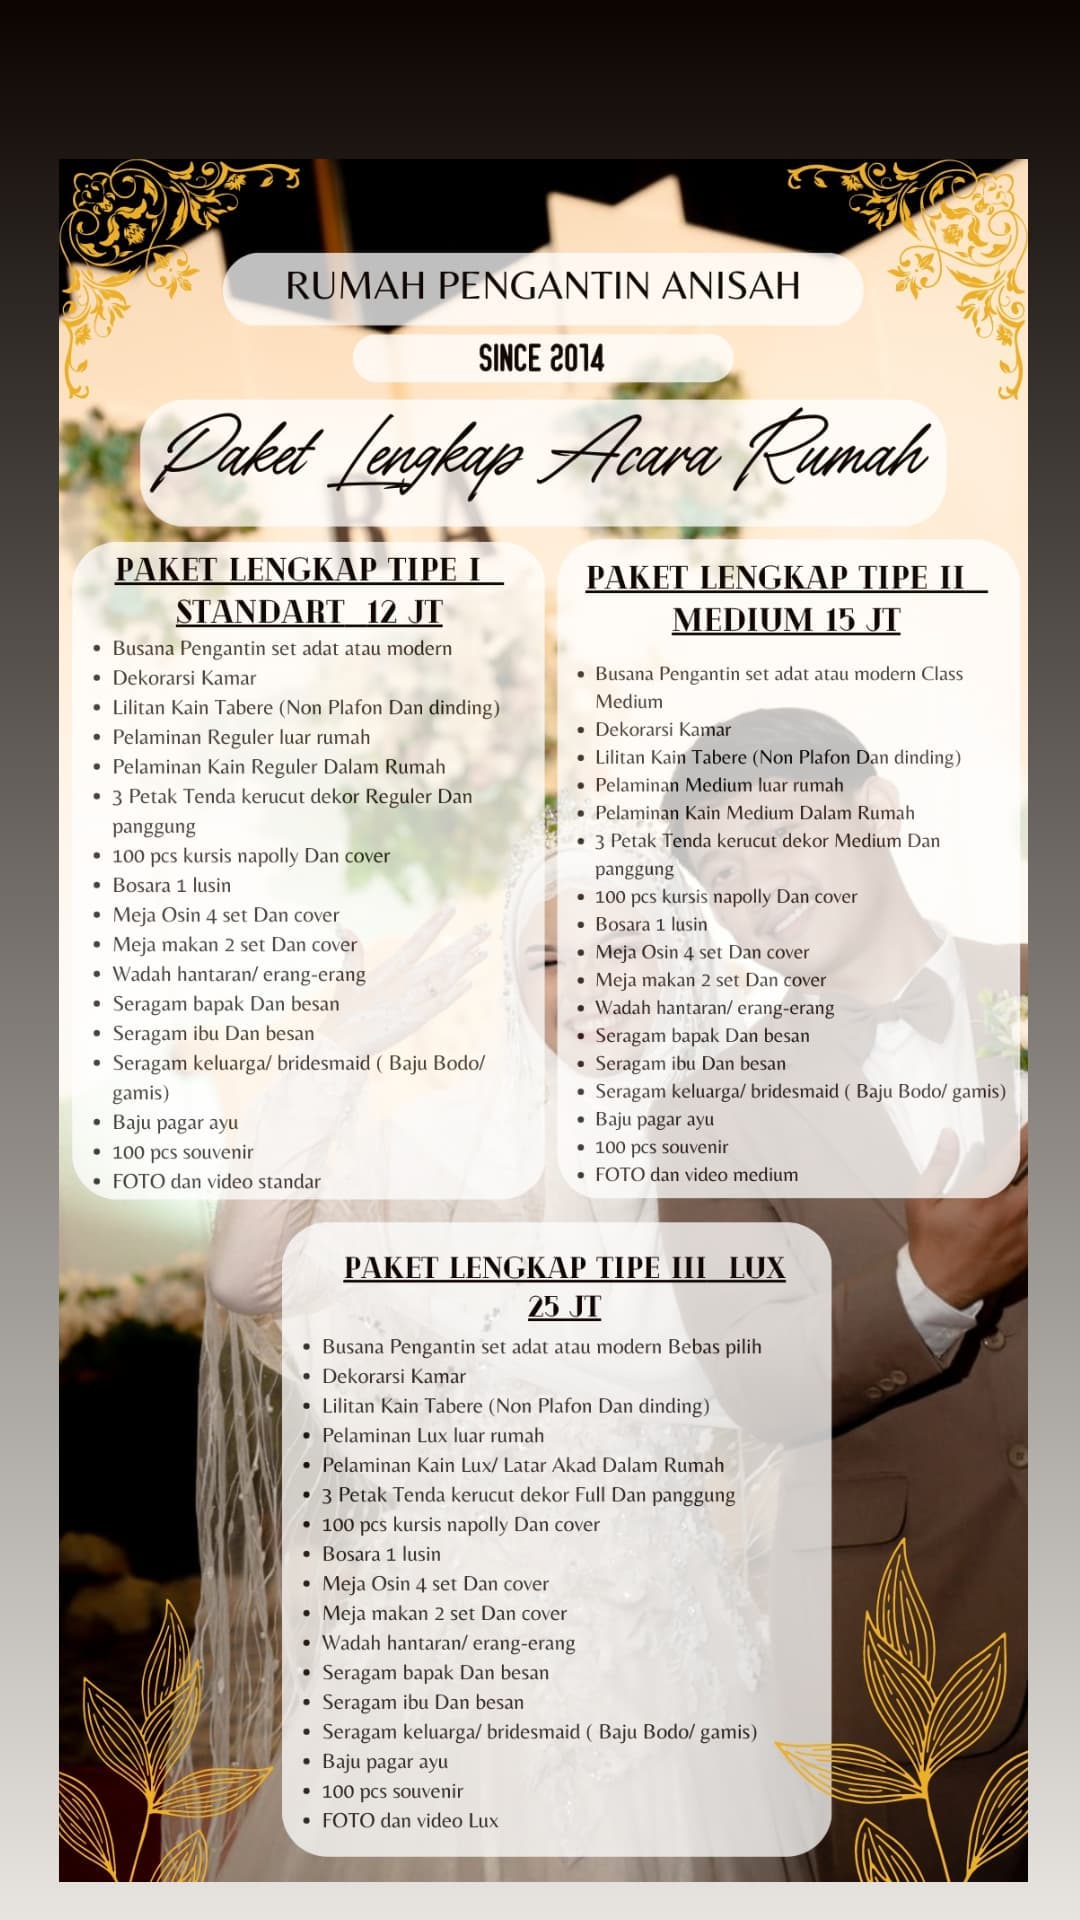 RUMAH PENGANTIN ANISAH
SINCE 2014
Paket Lengkap Acara Rumah
PAKET LENGKAP TIPE I
STANDART 12 JT
• Busana Pengantin set adat atau modern
• Dekorarsi Kamar
• Lilitan Kain Tabere (Non Plafon Dan dinding)
• Pelaminan Reguler luar rumah
• Pelaminan Kain Reguler Dalam Rumah
• 3 Petak Tenda kerucut dekor Reguler Dan
panggung
• 100 pcs kursis napolly Dan cover
• Bosara 1 lusin
• Meja Osin 4 set Dan cover
• Meja makan 2 set Dan cover
• Wadah hantaran/ erang-erang
• Seragam bapak Dan besan
• Seragam ibu Dan besan
• Seragam keluarga/ bridesmaid ( Baju Bodo/
gamis)
• Baju pagar ayu
• 100 pcs souvenir
• FOTO dan video standar
PAKET LENGKAP TIPE II
MEDIUM 15 JT
• Busana Pengantin set adat atau modern Class
Medium
• Dekorarsi Kamar
• Lilitan Kain Tabere (Non Plafon Dan dinding)
• Pelaminan Medium luar rumah
• Pelaminan Kain Medium Dalam Rumah
• 3 Petak Tenda kerucut dekor Medium Dan
panggung
• 100 pcs kursis napolly Dan cover
• Bosara 1 lusin
• Meja Osin 4 set Dan cover
• Meja makan 2 set Dan cover
• Wadah hantaran/ erang-erang
• Seragam bapak Dan besan
• Seragam ibu Dan besan
• Seragam keluarga/ bridesmaid ( Baju Bodo/ gamis)
• Baju pagar ayu
• 100 pcs souvenir
• FOTO dan video medium
PAKET LENGKAP TIPE III LUX
25 JT
• Busana Pengantin set adat atau modern Bebas pilih
• Dekorarsi Kamar
• Lilitan Kain Tabere (Non Plafon Dan dinding)
• Pelaminan Lux luar rumah
• Pelaminan Kain Lux/ Latar Akad Dalam Rumah
• 3 Petak Tenda kerucut dekor Full Dan panggung
• 100 pcs kursis napolly Dan cover
• Bosara 1 lusin
• Meja Osin 4 set Dan cover
• Meja makan 2 set Dan cover
• Wadah hantaran/ erang-erang
• Seragam bapak Dan besan
• Seragam ibu Dan besan
• Seragam keluarga/ bridesmaid ( Baju Bodo/ gamis)
• Baju pagar ayu
• 100 pcs souvenir
• FOTO dan video Lux